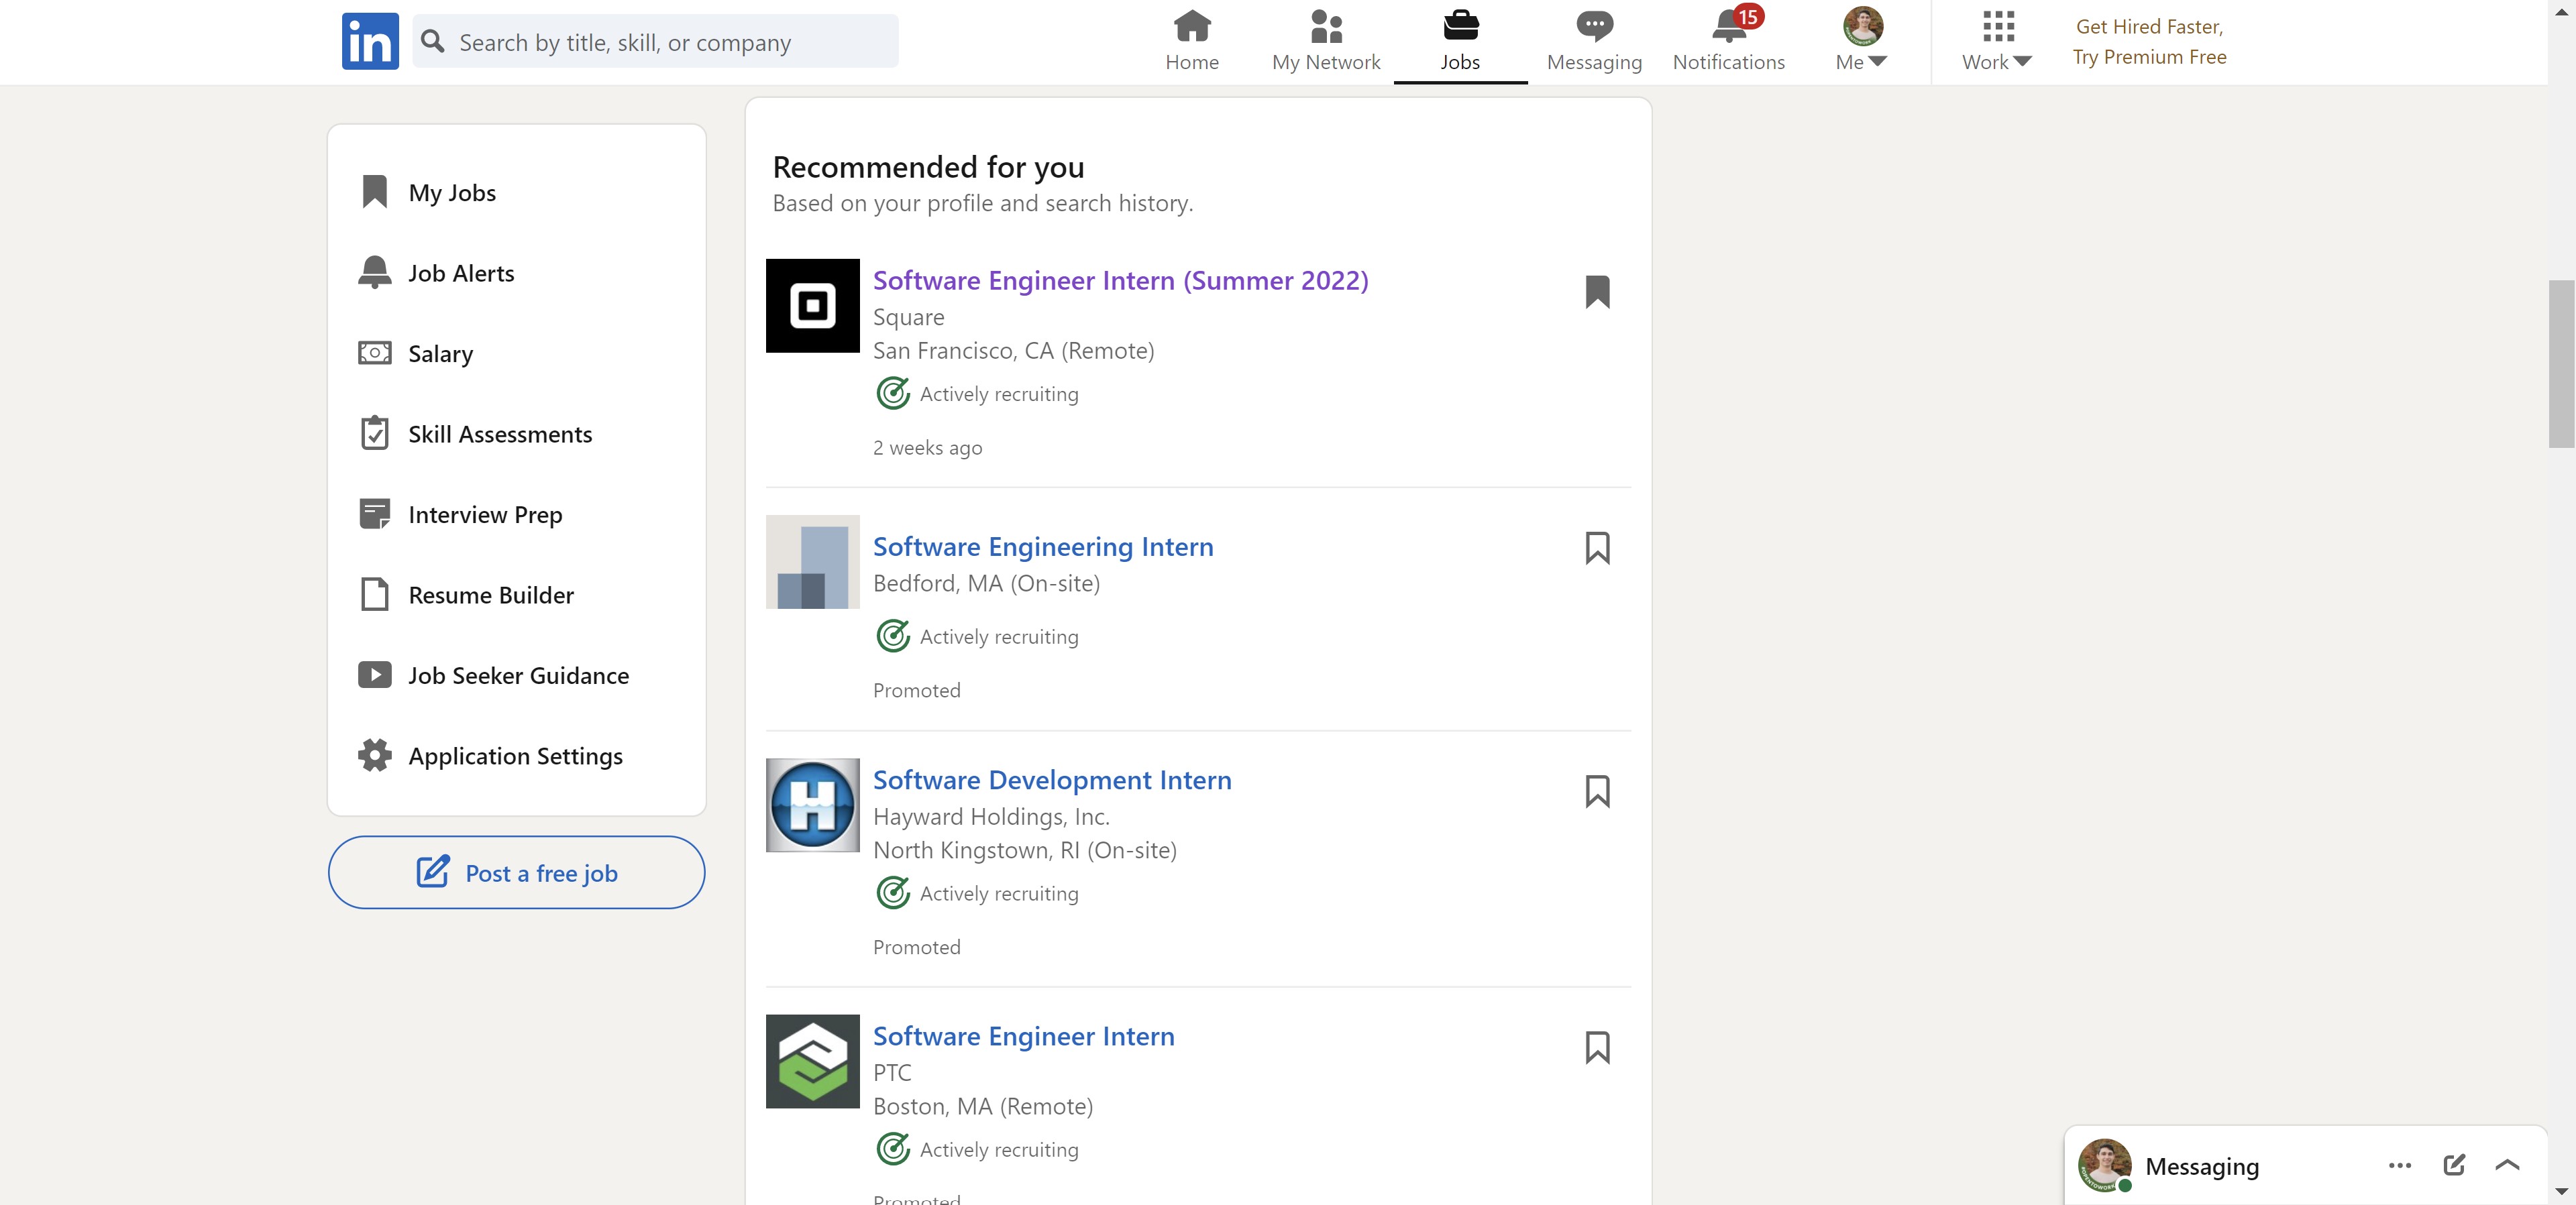 in
Search by title, skill, or company
Home
My Network
Jobs
Messaging
15
Notifications
Me
Work
Get Hired Faster,
Try Premium Free
My Jobs
Job Alerts
Salary
Skill Assessments
Interview Prep
Resume Builder
Job Seeker Guidance
Application Settings
Post a free job
Recommended for you
Based on your profile and search history.
Software Engineer Intern (Summer 2022)
Square
San Francisco, CA (Remote)
Actively recruiting
2 weeks ago
Software Engineering Intern
Bedford, MA (On-site)
Actively recruiting
Promoted
H
Software Development Intern
Hayward Holdings, Inc.
North Kingstown, RI (On-site)
Actively recruiting
Promoted
Software Engineer Intern
PTC
Boston, MA (Remote)
Actively recruiting
Promoted
Messaging